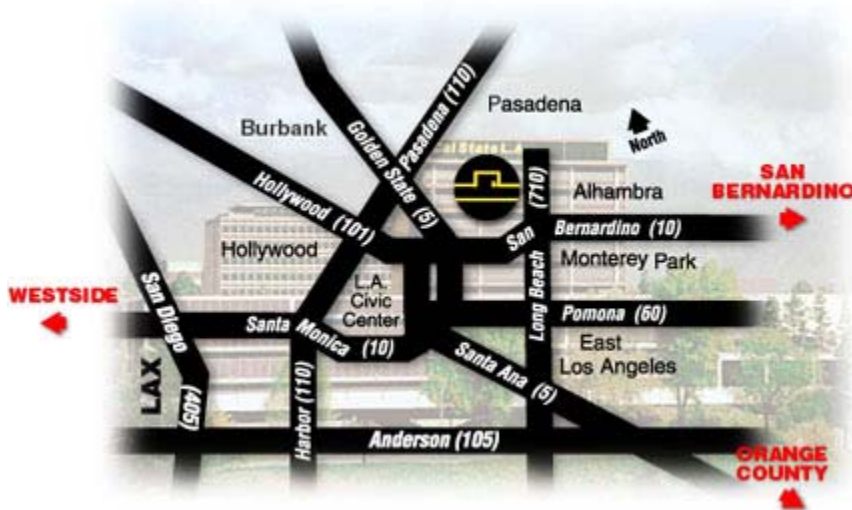 Pasadena (110)
Pasadena
Burbank
Golden State (5)
North
Cal State L.A.
SAN
BERNARDINO
Alhambra
(710)
Hollywood (101)
San Bernardino (10)
Hollywood
Monterey Park
WESTSIDE
San Diego
L.A.
Civic
Center
Long Beach
Pomona (60)
Santa Monica (10)
East
Los Angeles
Santa Ana (5)
LAX
(405)
Harbor (110)
Anderson (105)
ORANGE
COUNTY